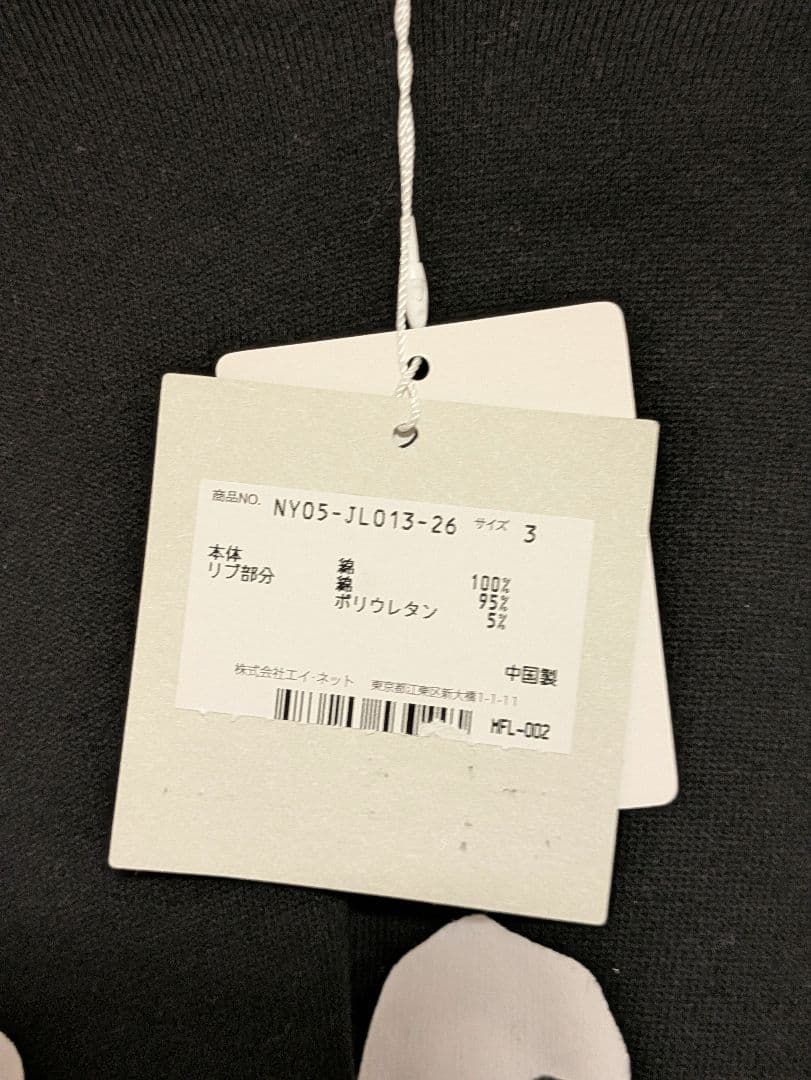 商品NO. NY05-JL013-26 サイズ 3
本体 綿 100%
リブ部分 綿 95%
ポリウレタン 5%
中国製
株式会社エイ・ネット 東京都江東区新大橋1-1-11
MFL-002